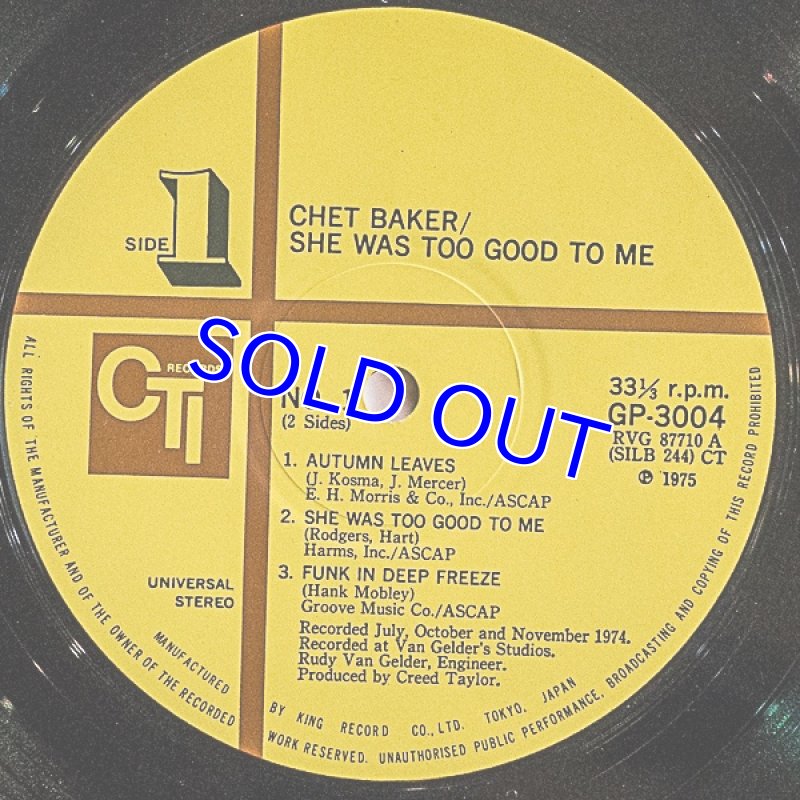 SIDE 1
CHET BAKER/
SHE WAS TOO GOOD TO ME
CTI
RECORDS
SOLD OUT
(2 Sides)
33⅓ r.p.m.
GP-3004
RVG 87710 A
(SILB 244) CT
℗ 1975
1. AUTUMN LEAVES
(J. Kosma, J. Mercer)
E. H. Morris & Co., Inc./ASCAP
2. SHE WAS TOO GOOD TO ME
(Rodgers, Hart)
Harms, Inc./ASCAP
3. FUNK IN DEEP FREEZE
(Hank Mobley)
Groove Music Co./ASCAP
Recorded July, October and November 1974.
Recorded at Van Gelder's Studios.
Rudy Van Gelder, Engineer.
Produced by Creed Taylor.
UNIVERSAL
STEREO
MANUFACTURED BY KING RECORD CO., LTD. TOKYO, JAPAN
ALL RIGHTS OF THE MANUFACTURER AND OF THE OWNER OF THE RECORDED WORK RESERVED. UNAUTHORISED PUBLIC PERFORMANCE, BROADCASTING AND COPYING OF THIS RECORD PROHIBITED